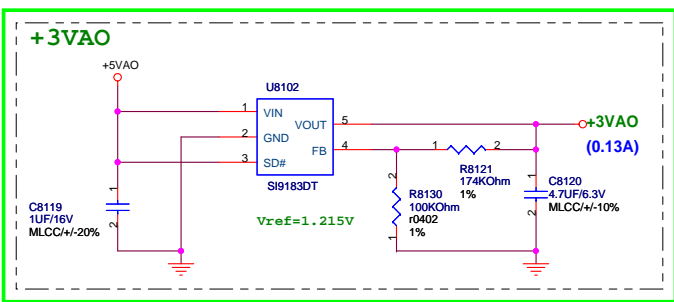 +3VAO
+5VAO
U8102
1 VIN
2 GND
3 SD#
VOUT 5
FB 4
SI9183DT
+3VAO
(0.13A)
1 2
R8121
174KOhm
1%
2
R8130
100KOhm
r0402
1%
1
1
C8120
4.7UF/6.3V
MLCC/+/-10%
2
1
C8119
1UF/16V
MLCC/+/-20%
2
Vref=1.215V